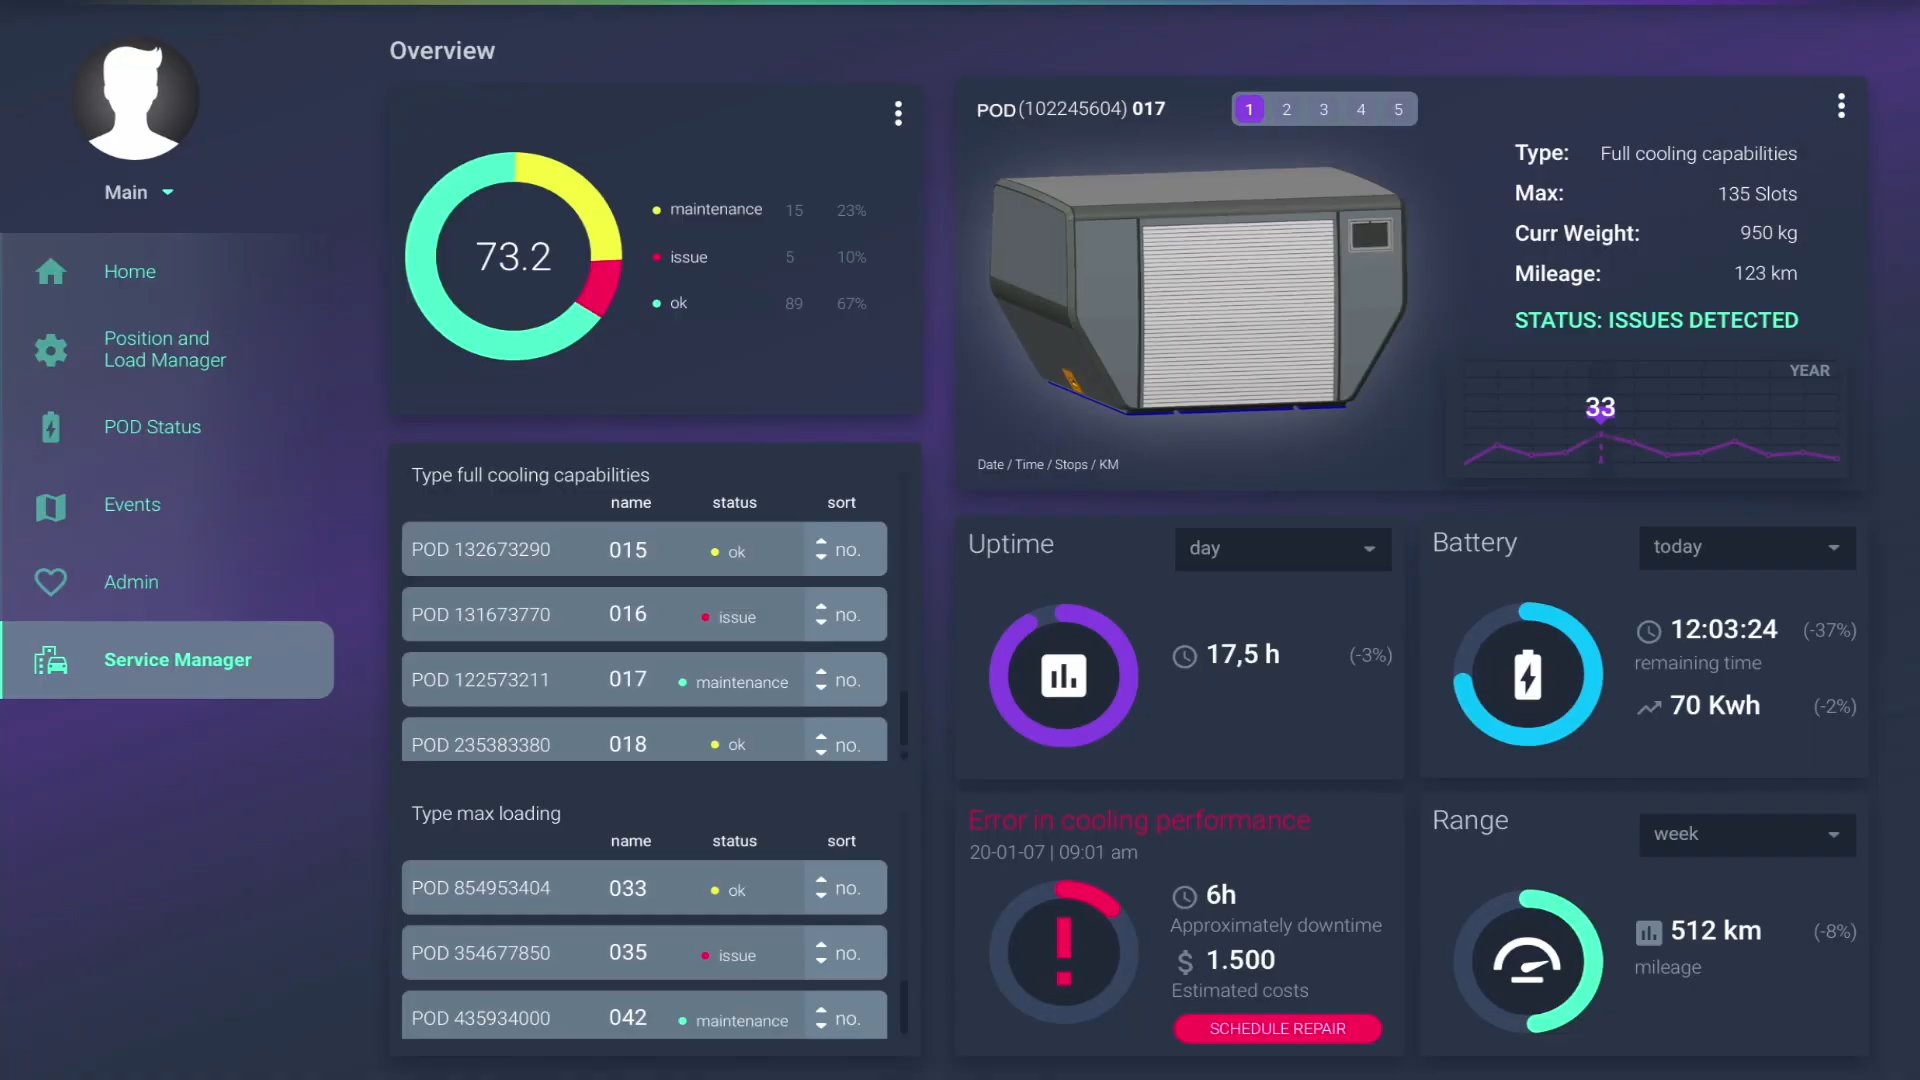 Main
Home
Position and
Load Manager
POD Status
Events
Admin
Service Manager
Overview
73.2
maintenance 15 23%
issue 5 10%
ok 89 67%
Type full cooling capabilities
name status sort
POD 132673290 015 ok no.
POD 131673770 016 issue no.
POD 122573211 017 maintenance no.
POD 235383380 018 ok no.
Type max loading
name status sort
POD 854953404 033 ok no.
POD 354677850 035 issue no.
POD 435934000 042 maintenance no.
POD(102245604) 017
1 2 3 4 5
Type: Full cooling capabilities
Max: 135 Slots
Curr Weight: 950 kg
Mileage: 123 km
STATUS: ISSUES DETECTED
YEAR
33
Date / Time / Stops / KM
Uptime
day
17,5 h (-3%)
Battery
today
12:03:24 (-37%)
remaining time
70 Kwh (-2%)
Error in cooling performance
20-01-07 | 09:01 am
6h
Approximately downtime
$ 1.500
Estimated costs
SCHEDULE REPAIR
Range
week
512 km (-8%)
mileage